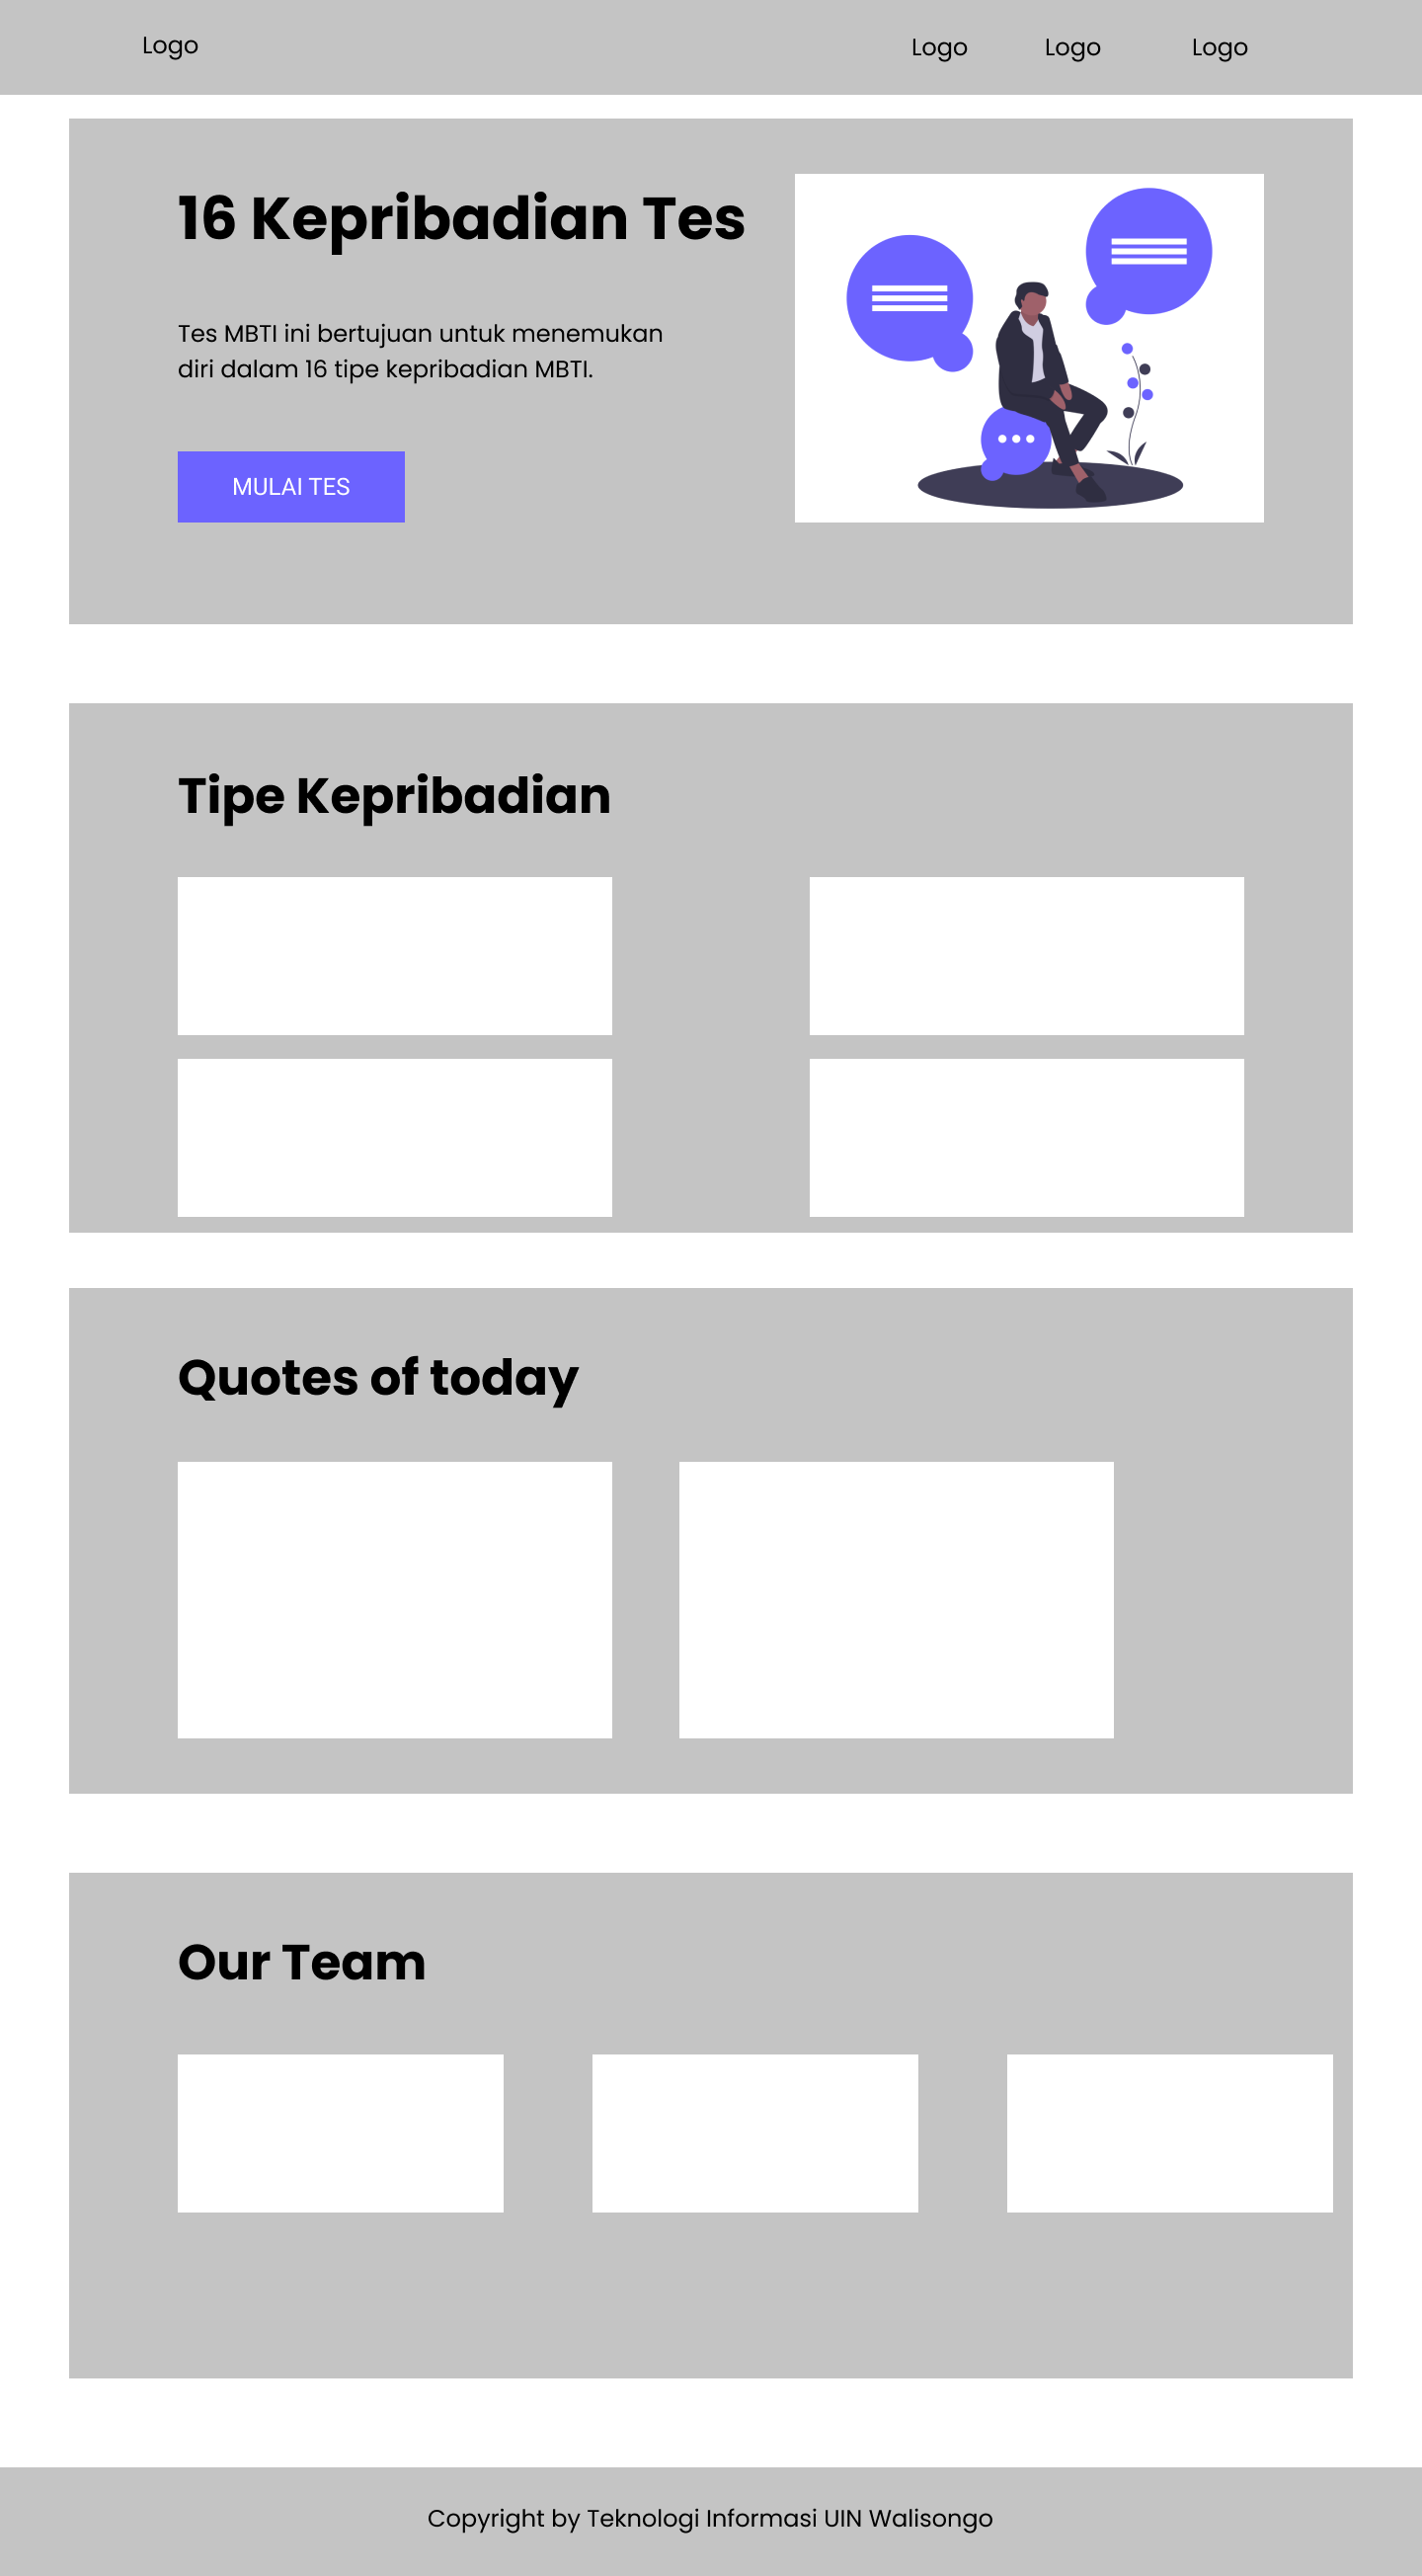 Logo
Logo
Logo
Logo
16 Kepribadian Tes
Tes MBTI ini bertujuan untuk menemukan
diri dalam 16 tipe kepribadian MBTI.
MULAI TES
Tipe Kepribadian
Quotes of today
Our Team
Copyright by Teknologi Informasi UIN Walisongo